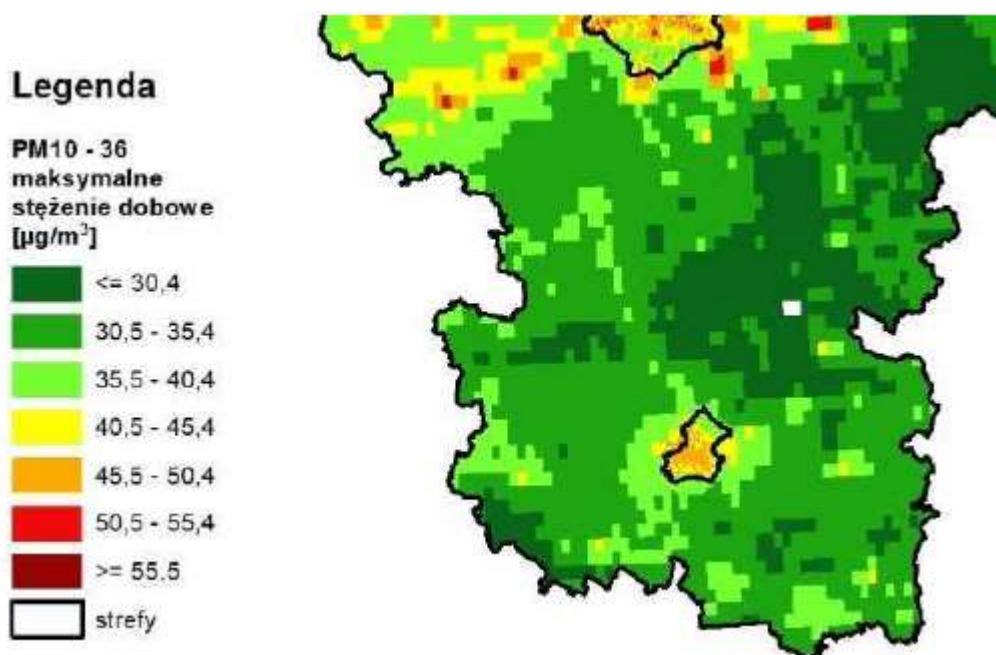 Legenda
PM10 - 36
maksymalne
stężenie dobowe
[µg/m³]
<= 30,4
30,5 - 35,4
35,5 - 40,4
40,5 - 45,4
45,5 - 50,4
50,5 - 55,4
>= 55,5
strefy